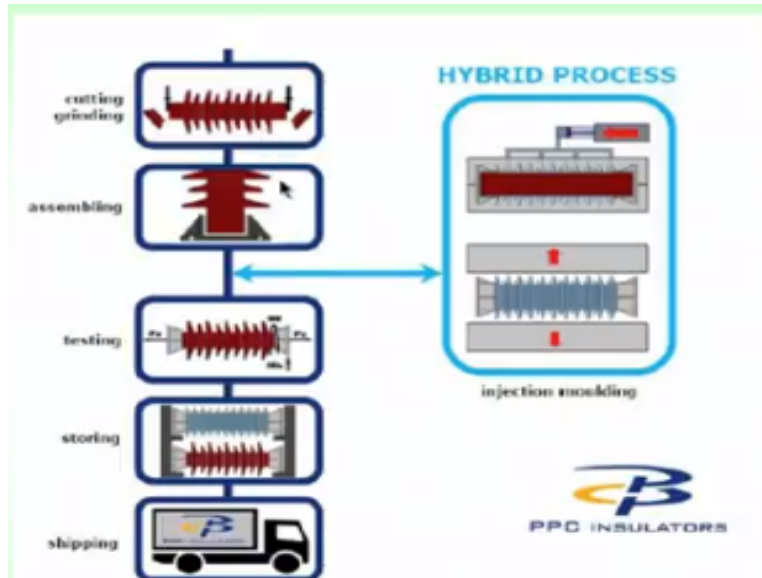 cutting
grinding
assembling
testing
storing
shipping
HYBRID PROCESS
injection moulding
PPC INSULATORS